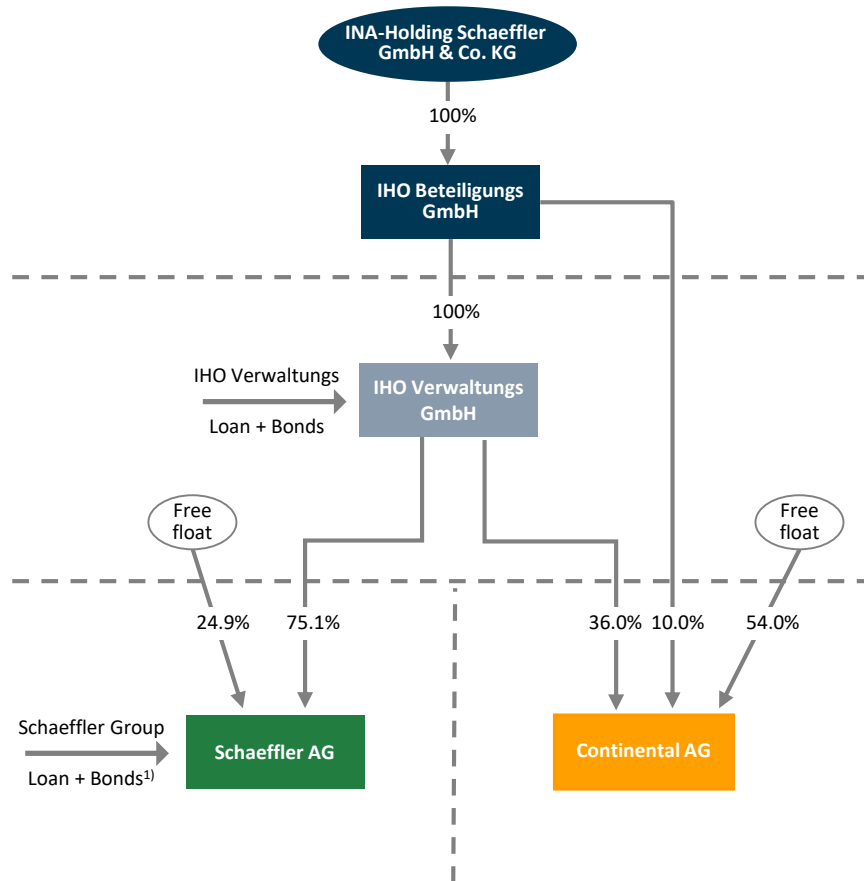 INA-Holding Schaeffler
GmbH & Co. KG
100%
IHO Beteiligungs
GmbH
100%
IHO Verwaltungs
Loan + Bonds
IHO Verwaltungs
GmbH
Free
float
Free
float
24.9%
75.1%
36.0%
10.0%
54.0%
Schaeffler Group
Loan + Bonds1)
Schaeffler AG
Continental AG